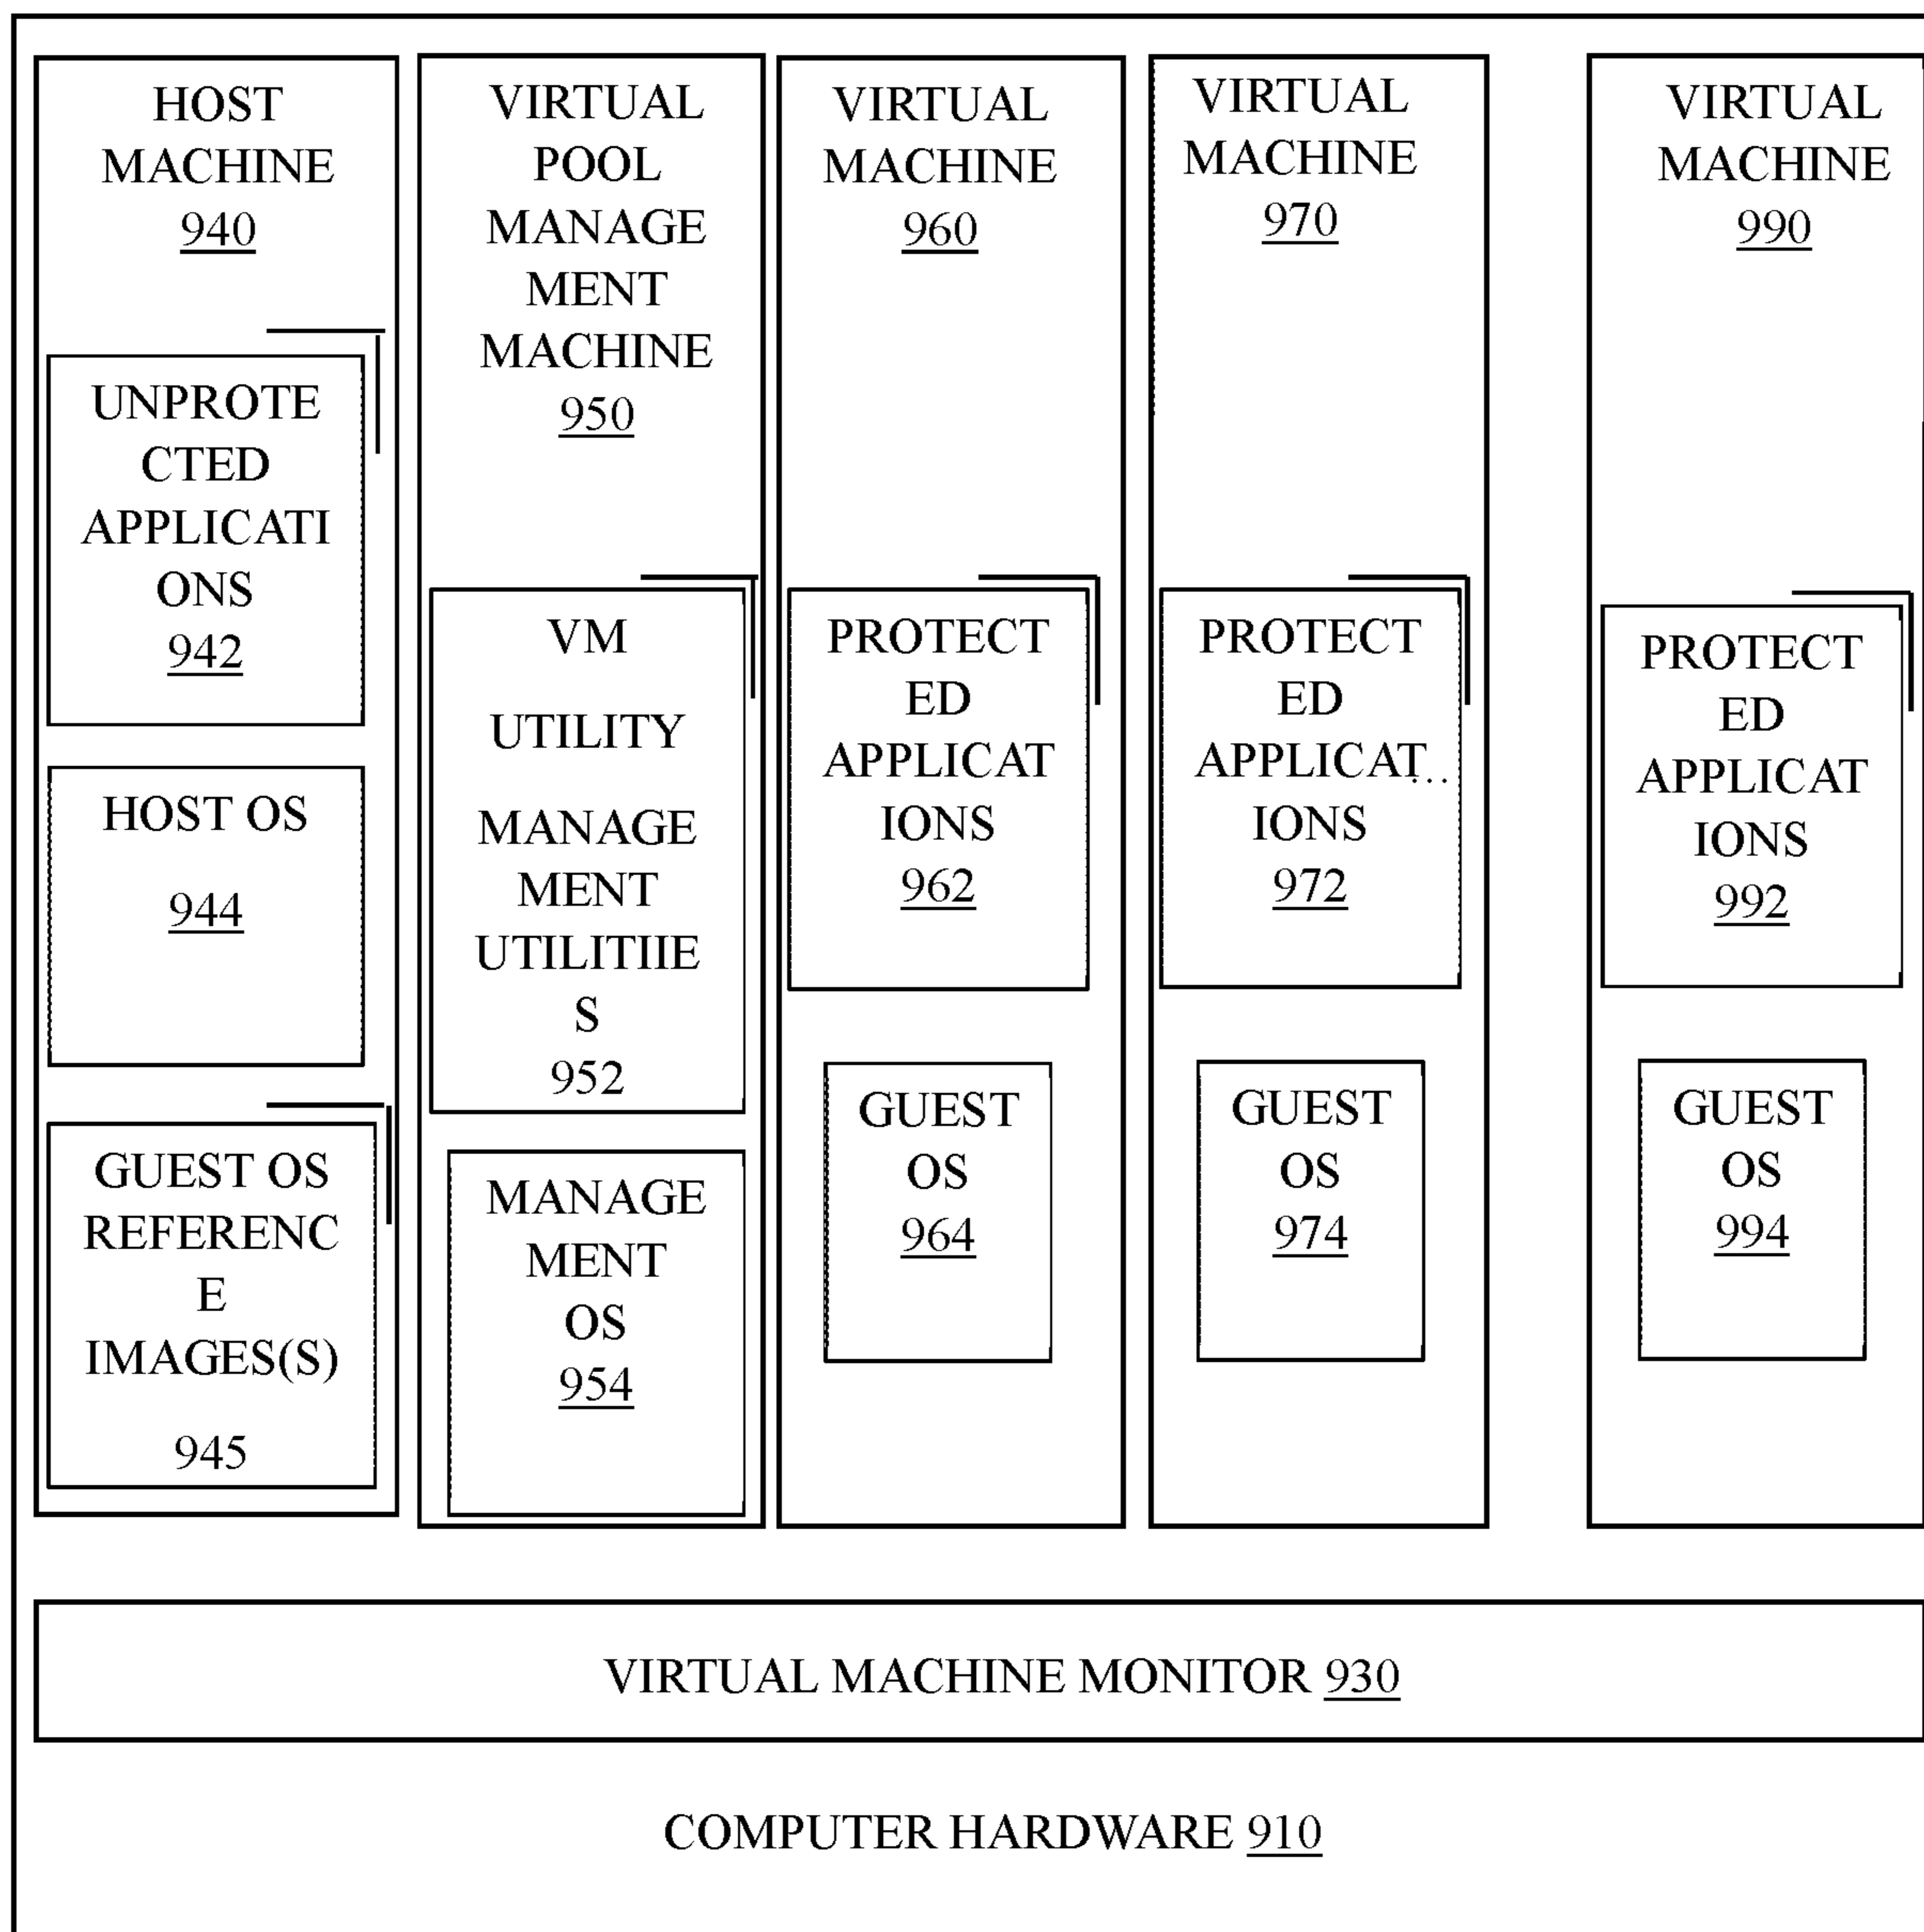 HOST
MACHINE
940
UNPROTE
CTED
APPLICATI
ONS
942
HOST OS
944
GUEST OS
REFERENC
E
IMAGES(S)
945
VIRTUAL
POOL
MANAGE
MENT
MACHINE
950
VM
UTILITY
MANAGE
MENT
UTILITIIE
S
952
MANAGE
MENT
OS
954
VIRTUAL
MACHINE
960
PROTECT
ED
APPLICAT
IONS
962
GUEST
OS
964
VIRTUAL
MACHINE
970
PROTECT
ED
APPLICAT...
IONS
972
GUEST
OS
974
VIRTUAL
MACHINE
990
PROTECT
ED
APPLICAT
IONS
992
GUEST
OS
994
VIRTUAL MACHINE MONITOR 930
COMPUTER HARDWARE 910